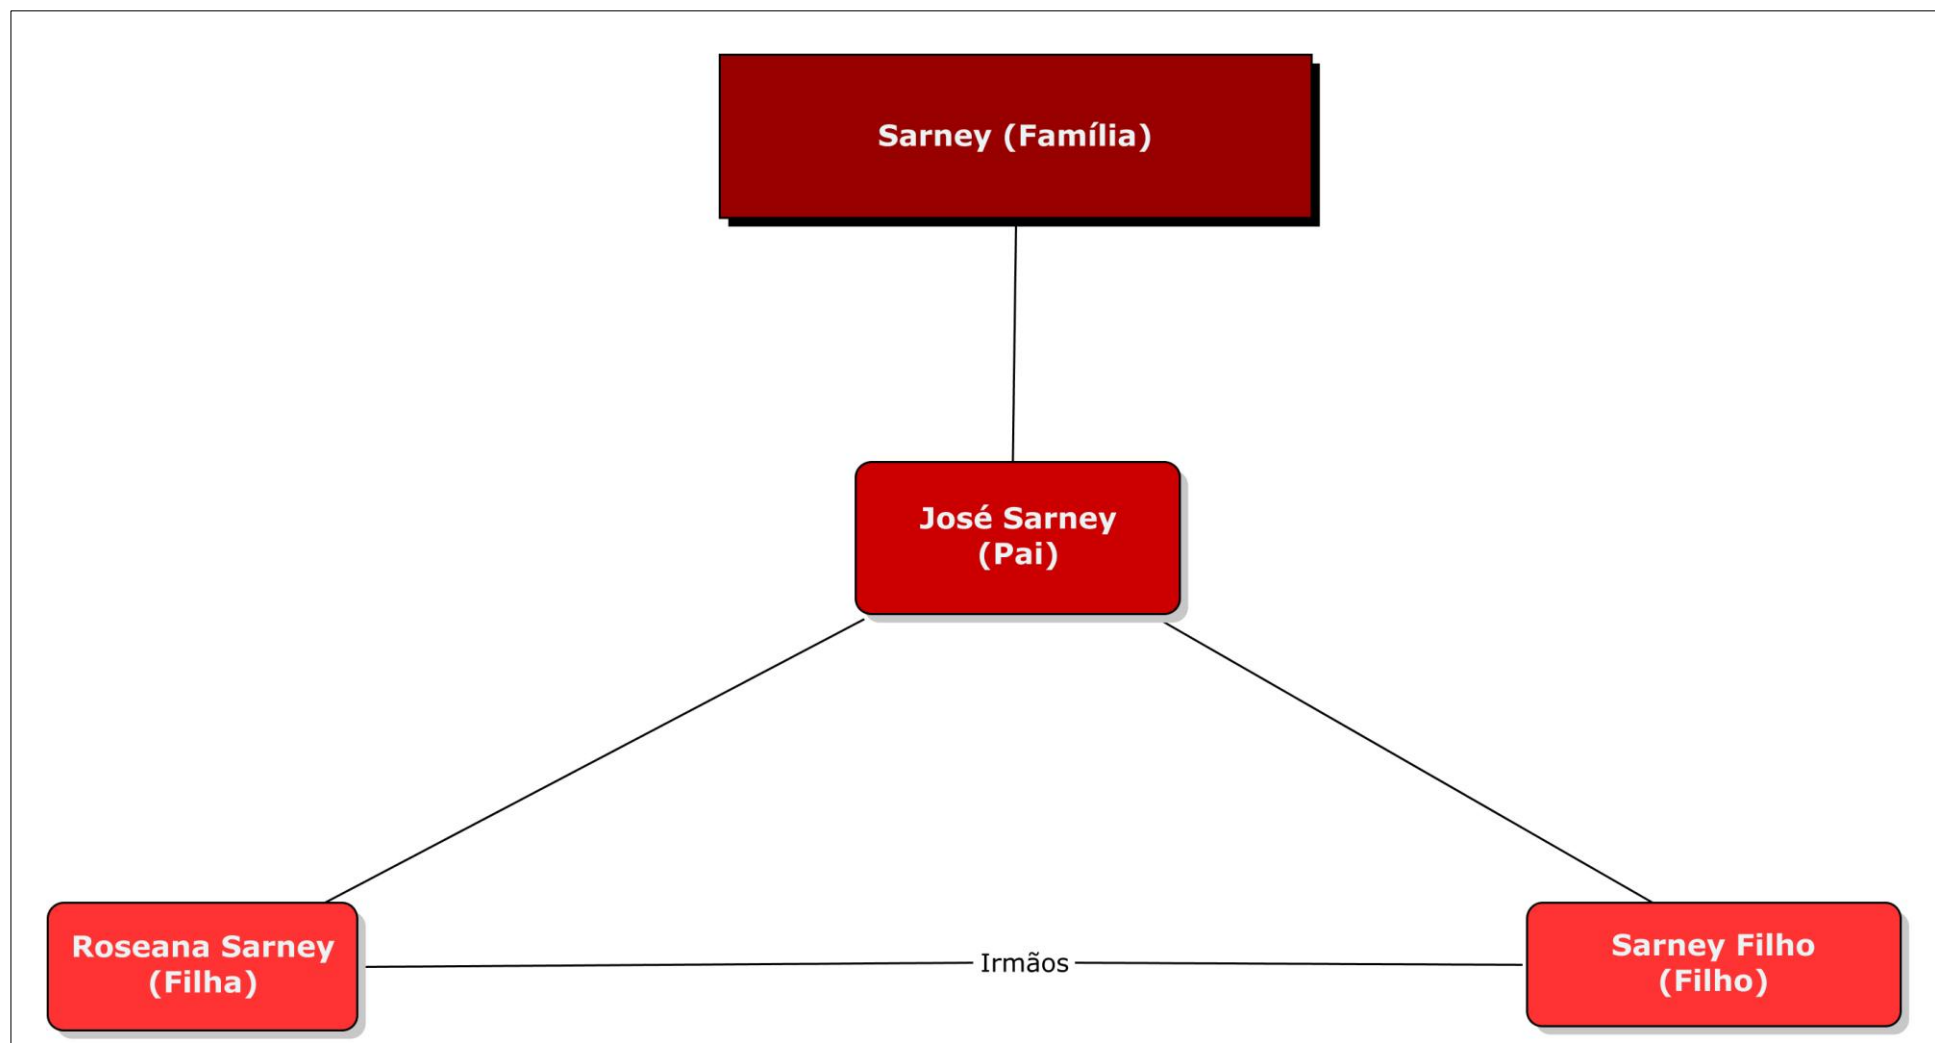 Sarney (Família)
José Sarney
(Pai)
Roseana Sarney
(Filha)
Irmãos
Sarney Filho
(Filho)